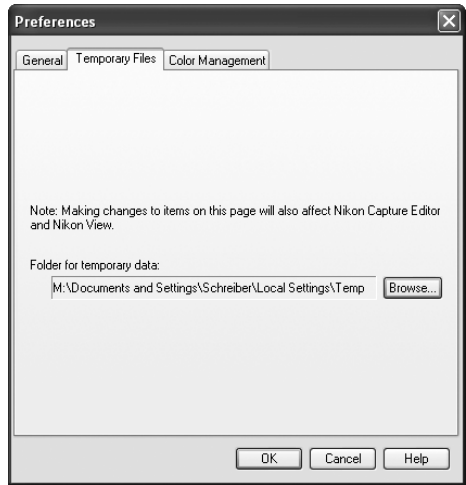 Preferences
General Temporary Files Color Management
Note: Making changes to items on this page will also affect Nikon Capture Editor
and Nikon View.
Folder for temporary data:
M:\Documents and Settings\Schreiber\Local Settings\Temp Browse...
OK Cancel Help